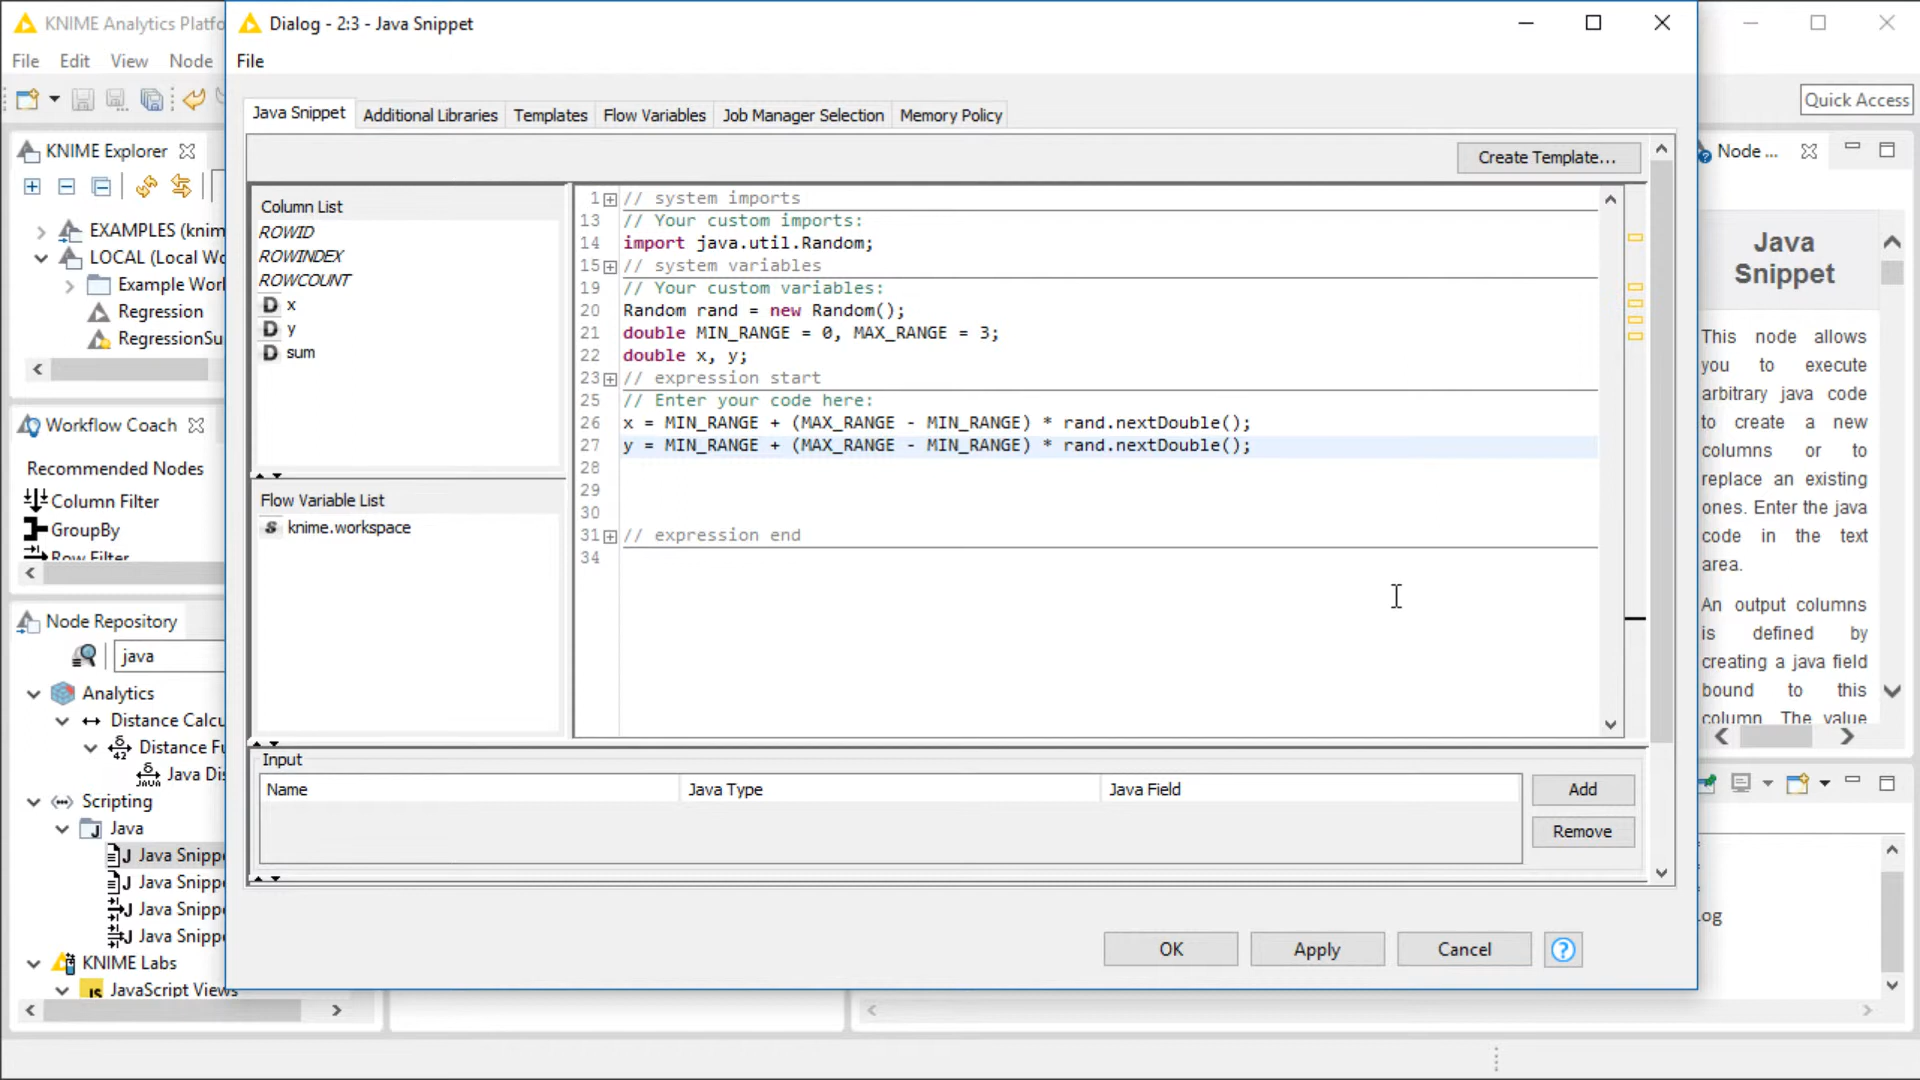 KNIME Analytics Platfo
Dialog - 2:3 - Java Snippet
File Edit View Node
File
Quick Access
Java Snippet Additional Libraries Templates Flow Variables Job Manager Selection Memory Policy
KNIME Explorer
Create Template...
EXAMPLES (knim
LOCAL (Local Wo
Example Worl
Regression
RegressionSu
Workflow Coach
Recommended Nodes
Column Filter
GroupBy
Row Filter
Node Repository
java
Analytics
Distance Calcu
Distance Fu
Java Dis
Scripting
Java
Java Snippe
Java Snippe
Java Snippe
Java Snippe
KNIME Labs
JavaScript Views
Column List
ROWID
ROWINDEX
ROWCOUNT
D x
D y
D sum
Flow Variable List
s knime.workspace
1 // system imports
13 // Your custom imports:
14 import java.util.Random;
15 // system variables
19 // Your custom variables:
20 Random rand = new Random();
21 double MIN_RANGE = 0, MAX_RANGE = 3;
22 double x, y;
23 // expression start
25 // Enter your code here:
26 x = MIN_RANGE + (MAX_RANGE - MIN_RANGE) * rand.nextDouble();
27 y = MIN_RANGE + (MAX_RANGE - MIN_RANGE) * rand.nextDouble();
28
29
30
31 // expression end
34
Input
Name Java Type Java Field
Add
Remove
OK Apply Cancel
Node ...
Java
Snippet
This node allows
you to execute
arbitrary java code
to create a new
columns or to
replace an existing
ones. Enter the java
code in the text
area.
An output columns
is defined by
creating a java field
bound to this
column. The value
og